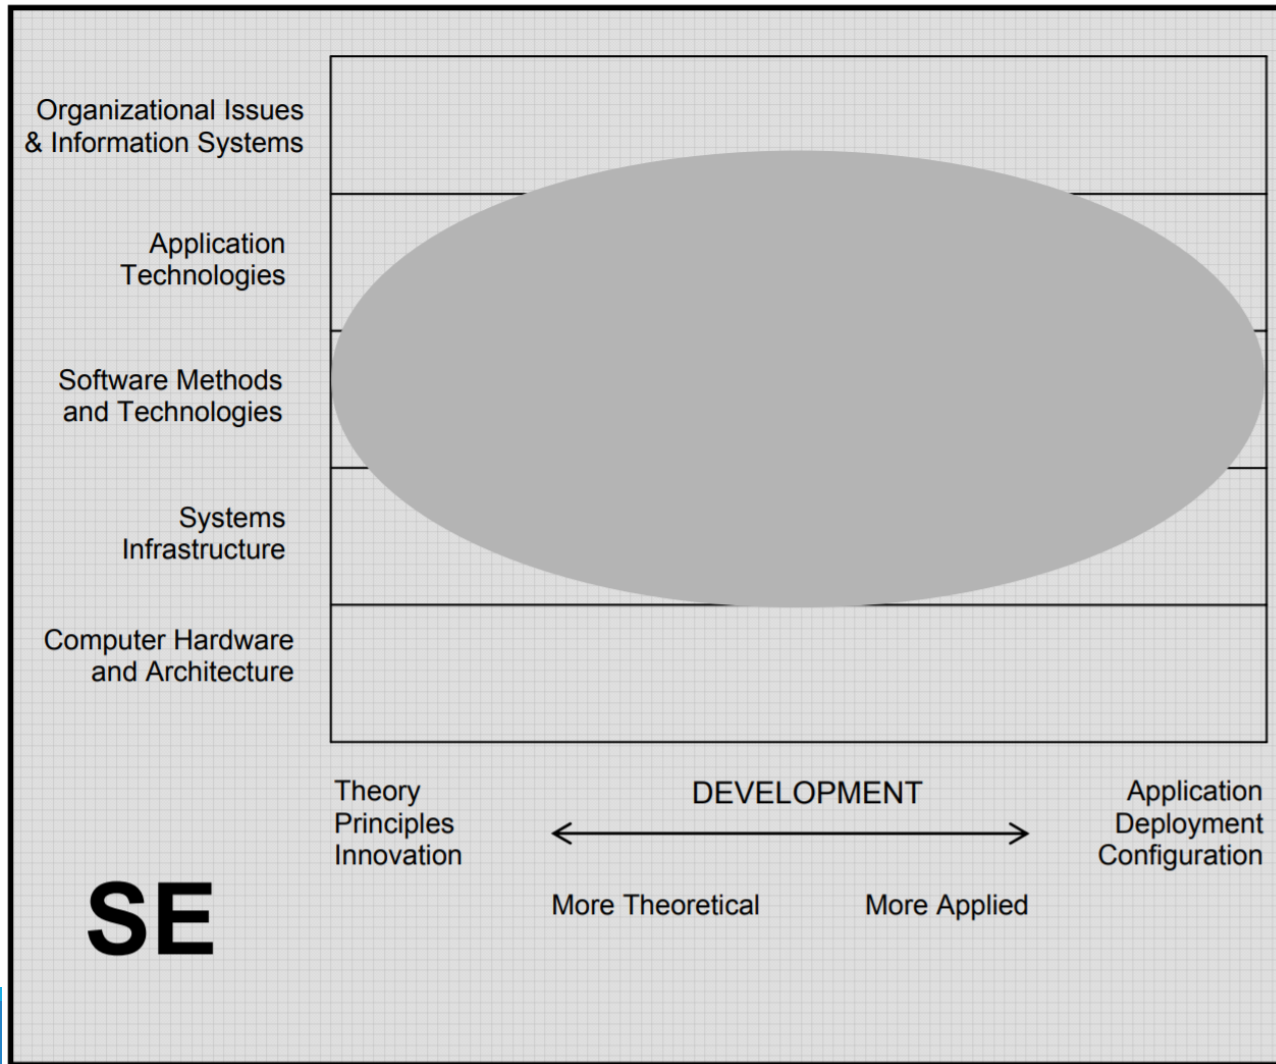 Organizational Issues
& Information Systems
Application
Technologies
Software Methods
and Technologies
Systems
Infrastructure
Computer Hardware
and Architecture
Theory
Principles
Innovation
DEVELOPMENT
More Theoretical
More Applied
Application
Deployment
Configuration
SE